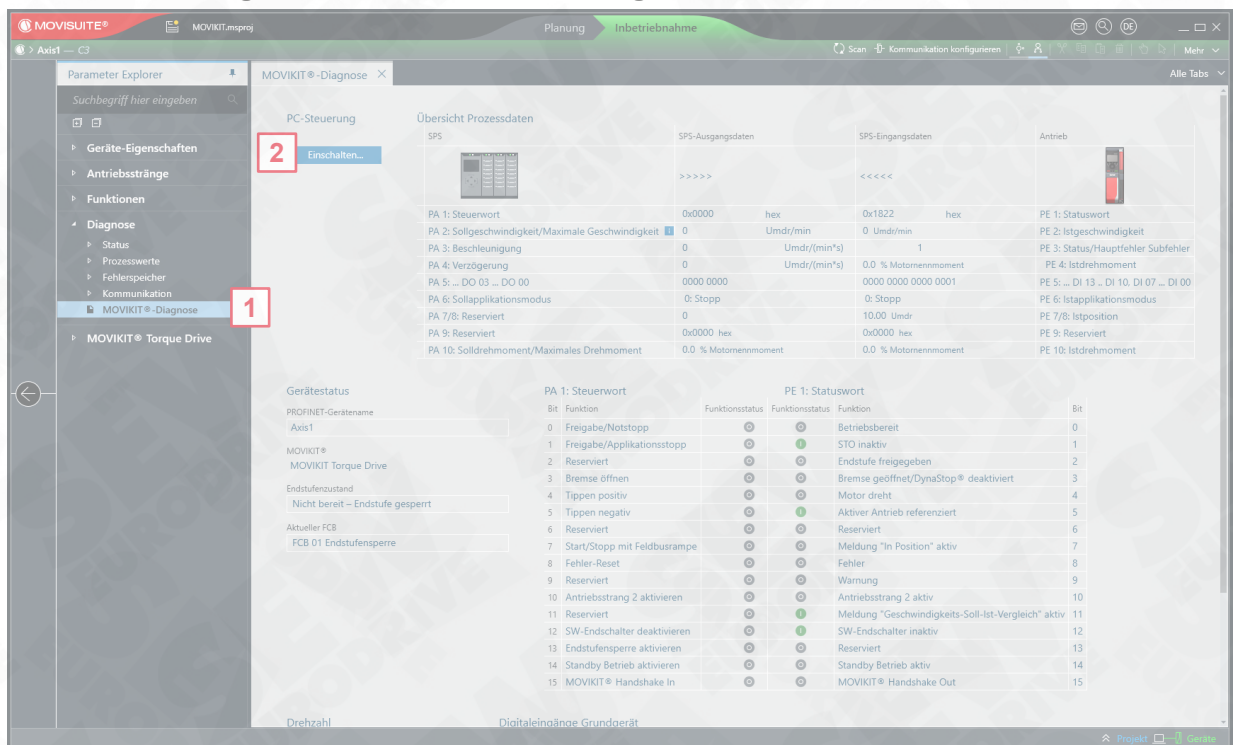 MOVISUITE® MOVIKIT.msproj Planung Inbetriebnahme DE
> Axis1 — C3 Scan Kommunikation konfigurieren Mehr
Parameter Explorer
MOVIKIT®-Diagnose
Alle Tabs
Suchbegriff hier eingeben
Geräte-Eigenschaften
Antriebsstränge
Funktionen
Diagnose
Status
Prozesswerte
Fehlerspeicher
Kommunikation
MOVIKIT®-Diagnose
1
MOVIKIT® Torque Drive
PC-Steuerung
2
Einschalten...
Übersicht Prozessdaten
SPS SPS-Ausgangsdaten SPS-Eingangsdaten Antrieb
>>>>> <<<<<
PA 1: Steuerwort 0x0000 hex 0x1822 hex PE 1: Statuswort
PA 2: Sollgeschwindigkeit/Maximale Geschwindigkeit 0 Umdr/min 0 Umdr/min PE 2: Istgeschwindigkeit
PA 3: Beschleunigung 0 Umdr/(min*s) 1 PE 3: Status/Hauptfehler Subfehler
PA 4: Verzögerung 0 Umdr/(min*s) 0.0 % Motornennmoment PE 4: Istdrehmoment
PA 5: ... DO 03 ... DO 00 0000 0000 0000 0000 0000 0001 PE 5: ... DI 13 .. DI 10. DI 07 ... DI 00
PA 6: Sollapplikationsmodus 0: Stopp 0: Stopp PE 6: Istapplikationsmodus
PA 7/8: Reserviert 0 10.00 Umdr PE 7/8: Istposition
PA 9: Reserviert 0x0000 hex 0x0000 hex PE 9: Reserviert
PA 10: Solldrehmoment/Maximales Drehmoment 0.0 % Motornennmoment 0.0 % Motornennmoment PE 10: Istdrehmoment
Gerätestatus
PROFINET-Gerätename
Axis1
MOVIKIT®
MOVIKIT Torque Drive
Endstufenzustand
Nicht bereit – Endstufe gesperrt
Aktueller FCB
FCB 01 Endstufensperre
PA 1: Steuerwort PE 1: Statuswort
Bit Funktion Funktionsstatus Funktionsstatus Funktion Bit
0 Freigabe/Notstopp Betriebsbereit 0
1 Freigabe/Applikationsstopp STO inaktiv 1
2 Reserviert Endstufe freigegeben 2
3 Bremse öffnen Bremse geöffnet/DynaStop® deaktiviert 3
4 Tippen positiv Motor dreht 4
5 Tippen negativ Aktiver Antrieb referenziert 5
6 Reserviert Reserviert 6
7 Start/Stopp mit Feldbusrampe Meldung "In Position" aktiv 7
8 Fehler-Reset Fehler 8
9 Reserviert Warnung 9
10 Antriebsstrang 2 aktivieren Antriebsstrang 2 aktiv 10
11 Reserviert Meldung "Geschwindigkeits-Soll-Ist-Vergleich" aktiv 11
12 SW-Endschalter deaktivieren SW-Endschalter inaktiv 12
13 Endstufensperre aktivieren Reserviert 13
14 Standby Betrieb aktivieren Standby Betrieb aktiv 14
15 MOVIKIT® Handshake In MOVIKIT® Handshake Out 15
Drehzahl Digitaleingänge Grundgerät
Projekt Geräte